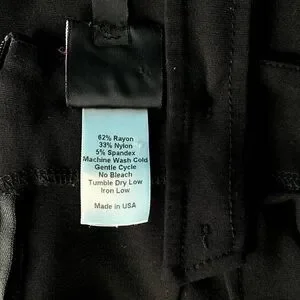 62% Rayon
33% Nylon
5% Spandex
Machine Wash Cold
Gentle Cycle
No Bleach
Tumble Dry Low
Iron Low
Made in USA